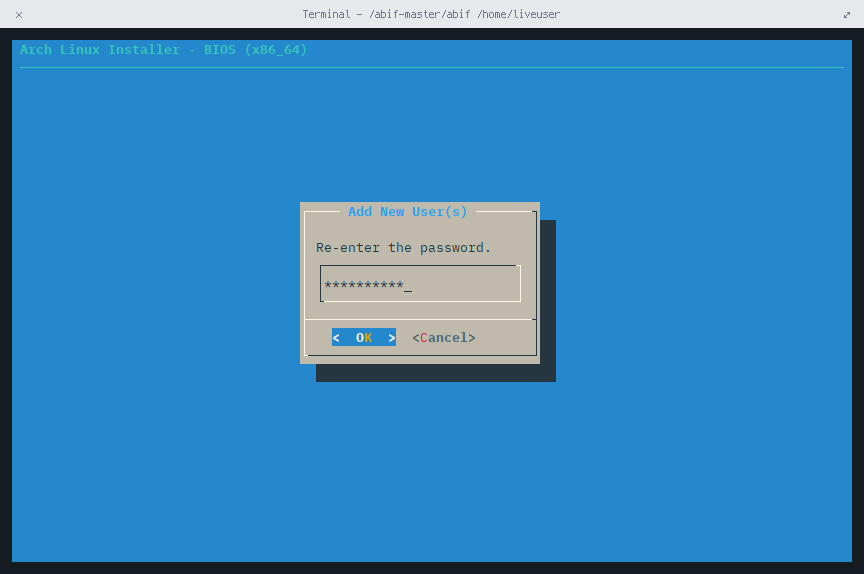 Terminal - /abif-master/abif /home/liveuser
Arch Linux Installer - BIOS (x86_64)
Add New User(s)
Re-enter the password.
**********_
<  OK  > <Cancel>